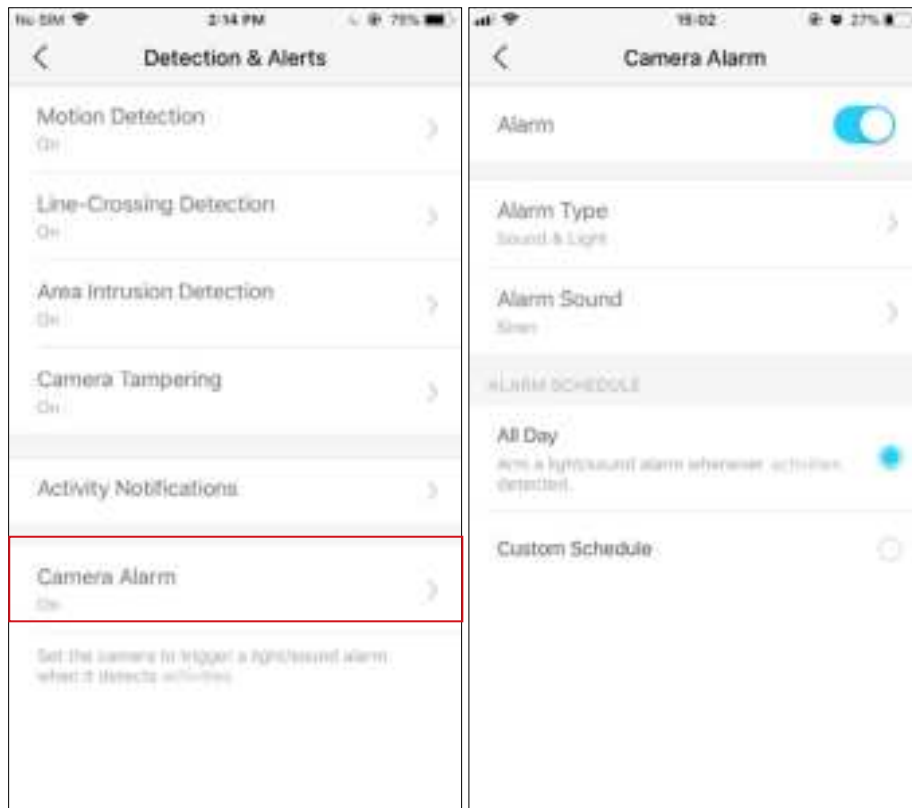 No SIM 2:14 PM 79%
Detection & Alerts
Motion Detection
On
Line-Crossing Detection
On
Area Intrusion Detection
On
Camera Tampering
On
Activity Notifications
Camera Alarm
On
Set the camera to trigger a light/sound alarm
when it detects activities.
15:02 27%
Camera Alarm
Alarm
Alarm Type
Sound & Light
Alarm Sound
Siren
ALARM SCHEDULE
All Day
Arm a light/sound alarm whenever activities
detected.
Custom Schedule